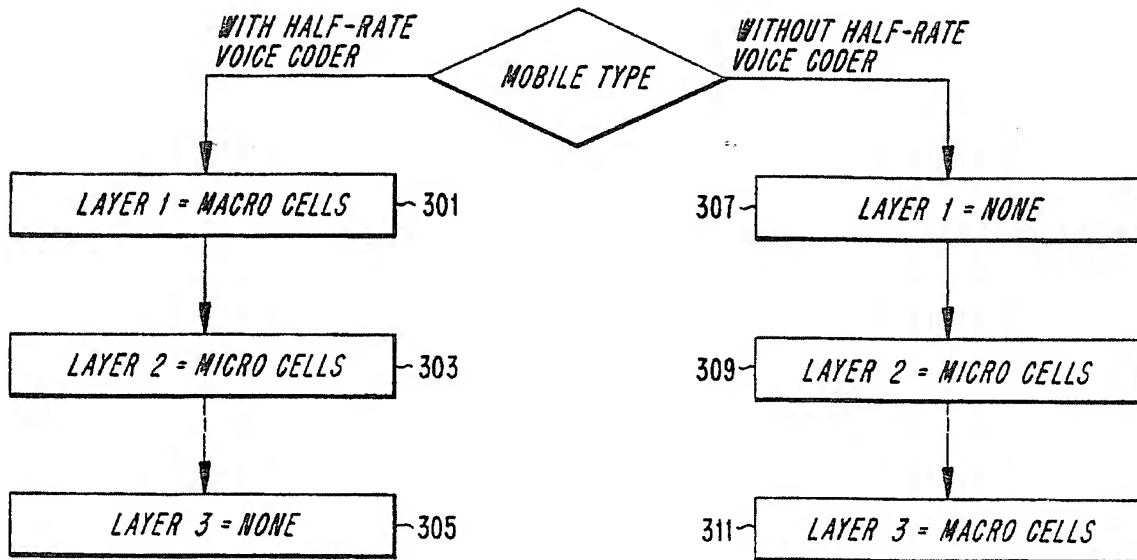 WITH HALF-RATE
VOICE CODER
MOBILE TYPE
WITHOUT HALF-RATE
VOICE CODER
LAYER 1 = MACRO CELLS
301
307
LAYER 1 = NONE
LAYER 2 = MICRO CELLS
303
309
LAYER 2 = MICRO CELLS
LAYER 3 = NONE
305
311
LAYER 3 = MACRO CELLS